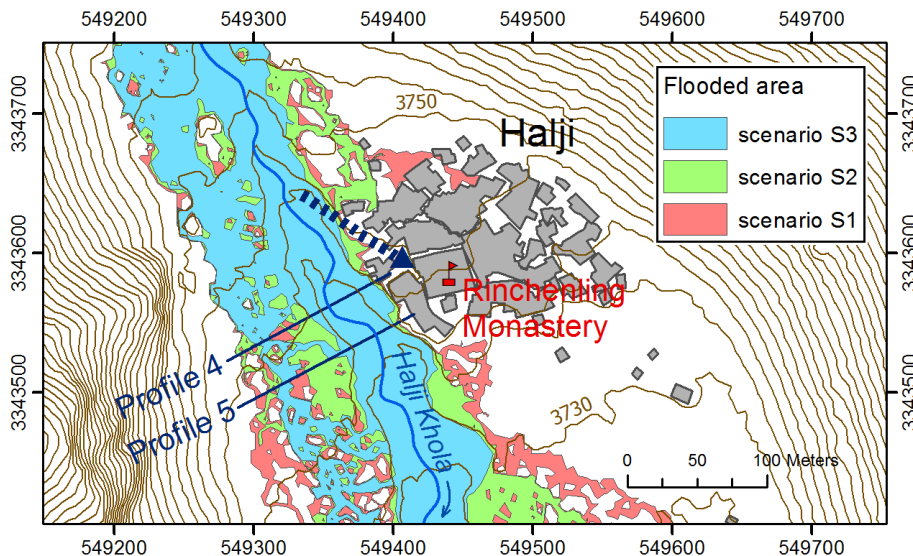 549200 549300 549400 549500 549600 549700
3343700
3343600
3343500
3343700
3343600
3343500
3750
Halji
Flooded area
scenario S3
scenario S2
scenario S1
Rinchenling
Monastery
Profile 4
Profile 5
Halji Khola
3730
0 50 100 Meters
549200 549300 549400 549500 549600 549700